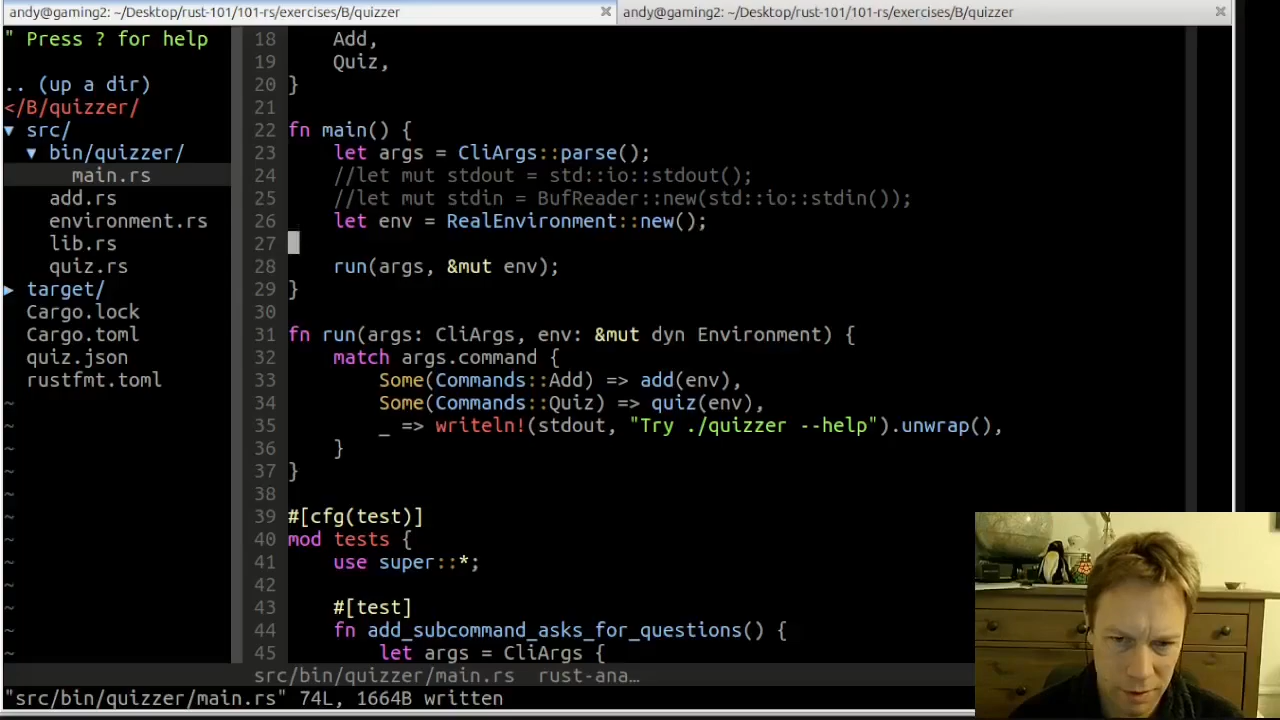 andy@gaming2: ~/Desktop/rust-101/101-rs/exercises/B/quizzer
andy@gaming2: ~/Desktop/rust-101/101-rs/exercises/B/quizzer
" Press ? for help
.. (up a dir)
</B/quizzer/
▼ src/
▼ bin/quizzer/
main.rs
add.rs
environment.rs
lib.rs
quiz.rs
▶ target/
Cargo.lock
Cargo.toml
quiz.json
rustfmt.toml
~
~
~
~
~
~
~
~
~
~
~
~
18     Add,
19     Quiz,
20 }
21
22 fn main() {
23     let args = CliArgs::parse();
24     //let mut stdout = std::io::stdout();
25     //let mut stdin = BufReader::new(std::io::stdin());
26     let env = RealEnvironment::new();
27
28     run(args, &mut env);
29 }
30
31 fn run(args: CliArgs, env: &mut dyn Environment) {
32     match args.command {
33         Some(Commands::Add) => add(env),
34         Some(Commands::Quiz) => quiz(env),
35         _ => writeln!(stdout, "Try ./quizzer --help").unwrap(),
36     }
37 }
38
39 #[cfg(test)]
40 mod tests {
41     use super::*;
42
43     #[test]
44     fn add_subcommand_asks_for_questions() {
45         let args = CliArgs {
src/bin/quizzer/main.rs rust-ana…
"src/bin/quizzer/main.rs" 74L, 1664B written